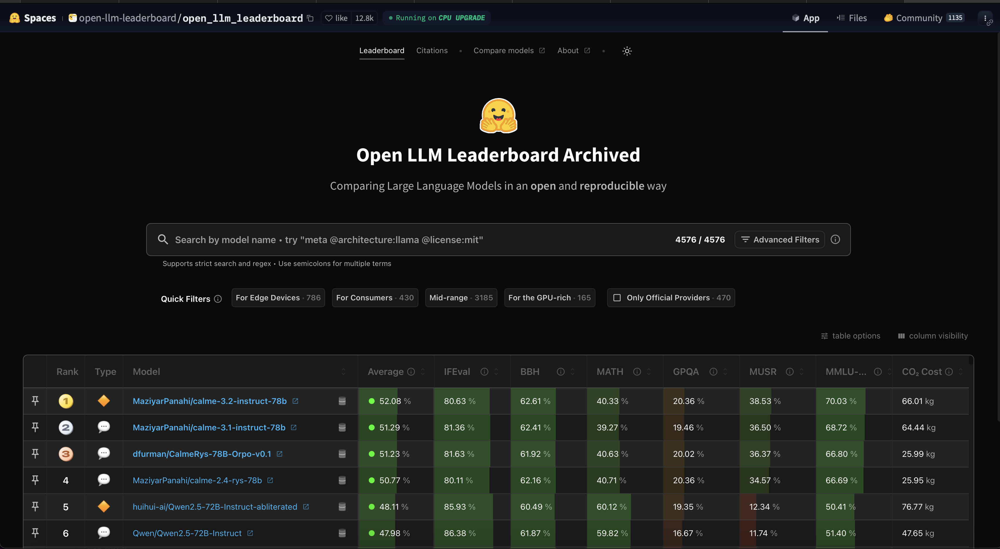 Spaces open-llm-leaderboard/open_llm_leaderboard like 12.8k Running on CPU UPGRADE App Files Community 1135
Leaderboard Citations • Compare models About •
Open LLM Leaderboard Archived
Comparing Large Language Models in an open and reproducible way
Search by model name • try "meta @architecture:llama @license:mit" 4576 / 4576 Advanced Filters
Supports strict search and regex • Use semicolons for multiple terms
Quick Filters For Edge Devices • 786 For Consumers • 430 Mid-range • 3185 For the GPU-rich • 165 Only Official Providers • 470
table options column visibility
Rank Type Model Average IFEval BBH MATH GPQA MUSR MMLU-... CO₂ Cost
1 MaziyarPanahi/calme-3.2-instruct-78b 52.08 % 80.63 % 62.61 % 40.33 % 20.36 % 38.53 % 70.03 % 66.01 kg
2 MaziyarPanahi/calme-3.1-instruct-78b 51.29 % 81.36 % 62.41 % 39.27 % 19.46 % 36.50 % 68.72 % 64.44 kg
3 dfurman/CalmeRys-78B-Orpo-v0.1 51.23 % 81.63 % 61.92 % 40.63 % 20.02 % 36.37 % 66.80 % 25.99 kg
4 MaziyarPanahi/calme-2.4-rys-78b 50.77 % 80.11 % 62.16 % 40.71 % 20.36 % 34.57 % 66.69 % 25.95 kg
5 huihui-ai/Qwen2.5-72B-Instruct-abliterated 48.11 % 85.93 % 60.49 % 60.12 % 19.35 % 12.34 % 50.41 % 76.77 kg
6 Qwen/Qwen2.5-72B-Instruct 47.98 % 86.38 % 61.87 % 59.82 % 16.67 % 11.74 % 51.40 % 47.65 kg